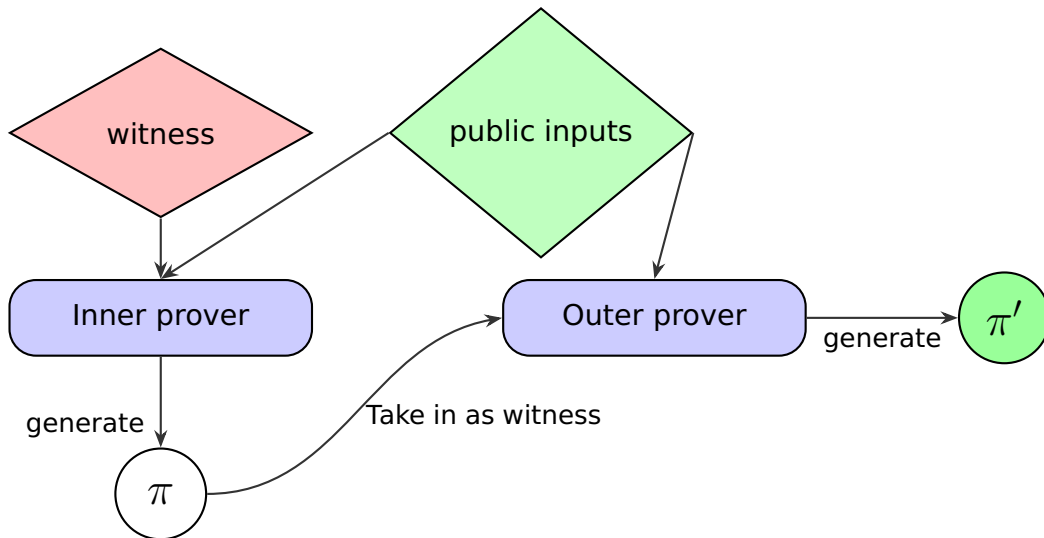 witness
public inputs
Inner prover
Outer prover
generate
π′
generate
Take in as witness
π